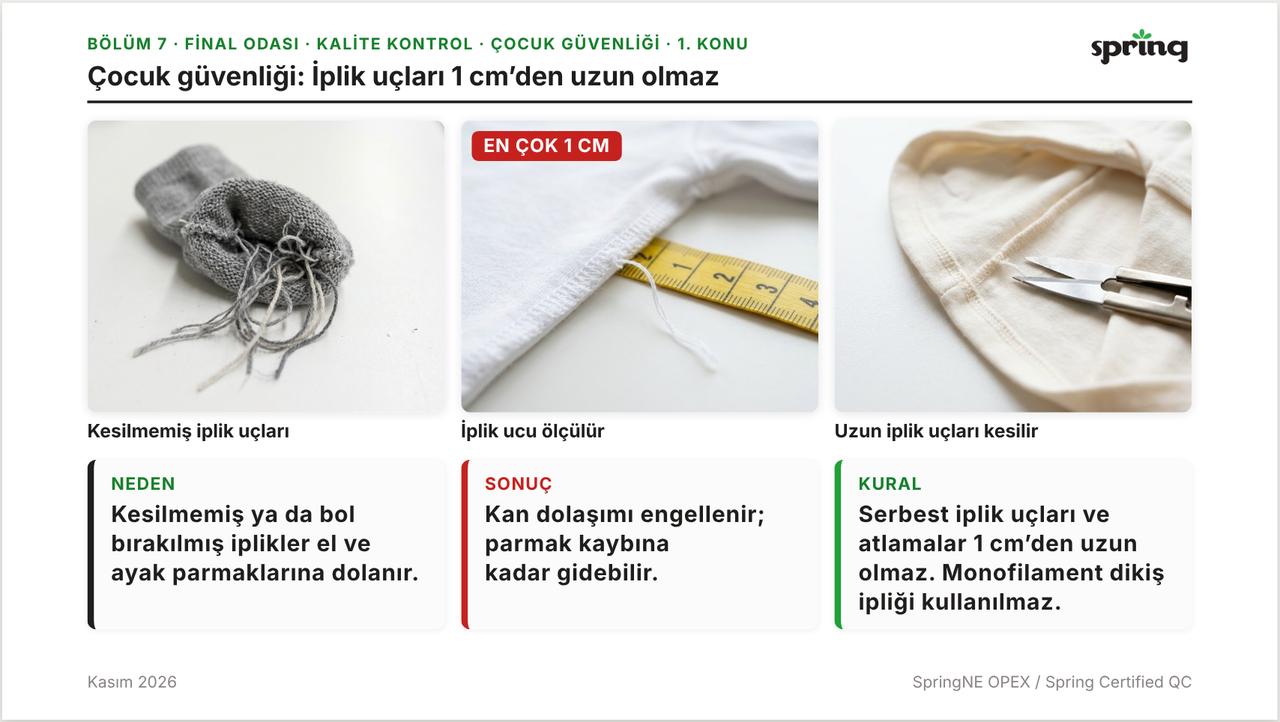 BÖLÜM 7 · FİNAL ODASI · KALİTE KONTROL · ÇOCUK GÜVENLİĞİ · 1. KONU
spring
Çocuk güvenliği: İplik uçları 1 cm’den uzun olmaz
EN ÇOK 1 CM
1 2 3 4
Kesilmemiş iplik uçları
İplik ucu ölçülür
Uzun iplik uçları kesilir
NEDEN
Kesilmemiş ya da bol
bırakılmış iplikler el ve
ayak parmaklarına dolanır.
SONUÇ
Kan dolaşımı engellenir;
parmak kaybına
kadar gidebilir.
KURAL
Serbest iplik uçları ve
atlamalar 1 cm’den uzun
olmaz. Monofilament dikiş
ipliği kullanılmaz.
Kasım 2026
SpringNE OPEX / Spring Certified QC